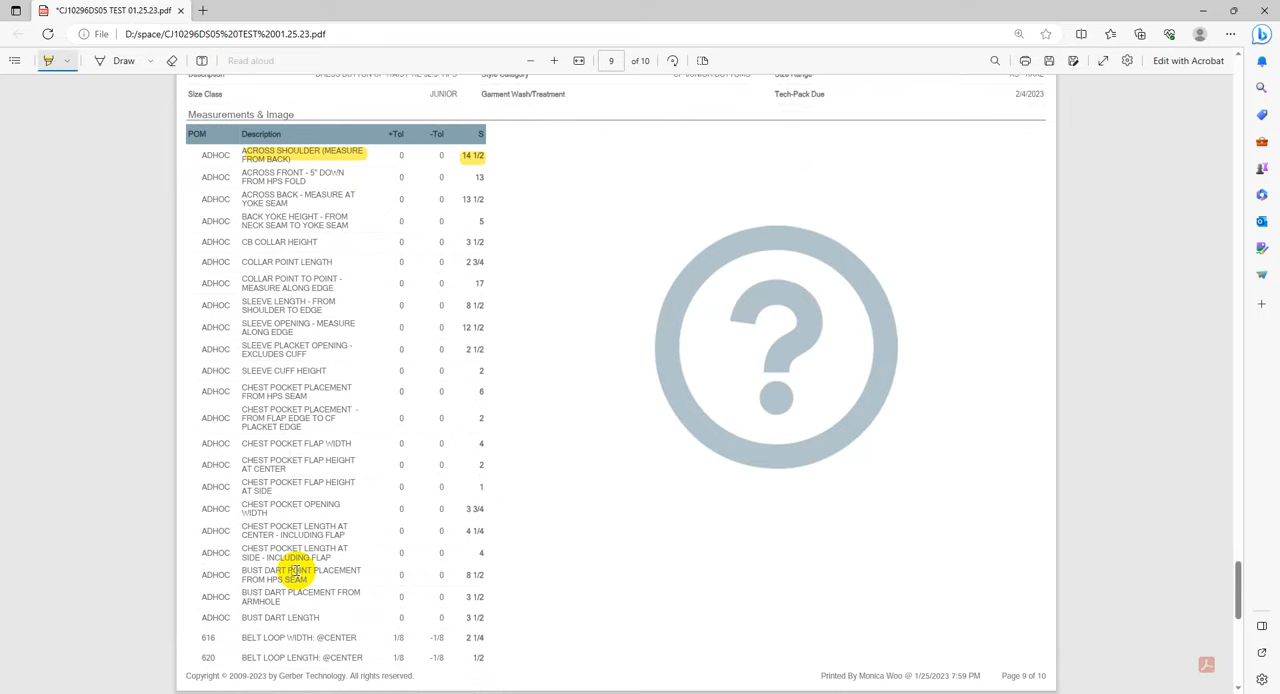 *CJ10296DS05 TEST 01.25.23.pdf
File D:/space/CJ10296DS05%20TEST%2001.25.23.pdf
Draw Read aloud 9 of 10 Edit with Acrobat
Size Class JUNIOR Garment Wash/Treatment Tech-Pack Due 2/4/2023
Measurements & Image
POM Description +Tol -Tol S
ADHOC ACROSS SHOULDER (MEASURE FROM BACK) 0 0 14 1/2
ADHOC ACROSS FRONT - 5" DOWN FROM HPS FOLD 0 0 13
ADHOC ACROSS BACK - MEASURE AT YOKE SEAM 0 0 13 1/2
ADHOC BACK YOKE HEIGHT - FROM NECK SEAM TO YOKE SEAM 0 0 5
ADHOC CB COLLAR HEIGHT 0 0 3 1/2
ADHOC COLLAR POINT LENGTH 0 0 2 3/4
ADHOC COLLAR POINT TO POINT - MEASURE ALONG EDGE 0 0 17
ADHOC SLEEVE LENGTH - FROM SHOULDER TO EDGE 0 0 8 1/2
ADHOC SLEEVE OPENING - MEASURE ALONG EDGE 0 0 12 1/2
ADHOC SLEEVE PLACKET OPENING - EXCLUDES CUFF 0 0 2 1/2
ADHOC SLEEVE CUFF HEIGHT 0 0 2
ADHOC CHEST POCKET PLACEMENT FROM HPS SEAM 0 0 6
ADHOC CHEST POCKET PLACEMENT - FROM FLAP EDGE TO CF PLACKET EDGE 0 0 2
ADHOC CHEST POCKET FLAP WIDTH 0 0 4
ADHOC CHEST POCKET FLAP HEIGHT AT CENTER 0 0 2
ADHOC CHEST POCKET FLAP HEIGHT AT SIDE 0 0 1
ADHOC CHEST POCKET OPENING WIDTH 0 0 3 3/4
ADHOC CHEST POCKET LENGTH AT CENTER - INCLUDING FLAP 0 0 4 1/4
ADHOC CHEST POCKET LENGTH AT SIDE - INCLUDING FLAP 0 0 4
ADHOC BUST DART POINT PLACEMENT FROM HPS SEAM 0 0 8 1/2
ADHOC BUST DART PLACEMENT FROM ARMHOLE 0 0 3 1/2
ADHOC BUST DART LENGTH 0 0 3 1/2
616 BELT LOOP WIDTH: @CENTER 1/8 -1/8 2 1/4
620 BELT LOOP LENGTH: @CENTER 1/8 -1/8 1/2
Copyright © 2009-2023 by Gerber Technology. All rights reserved. Printed By Monica Woo @ 1/25/2023 7:59 PM Page 9 of 10